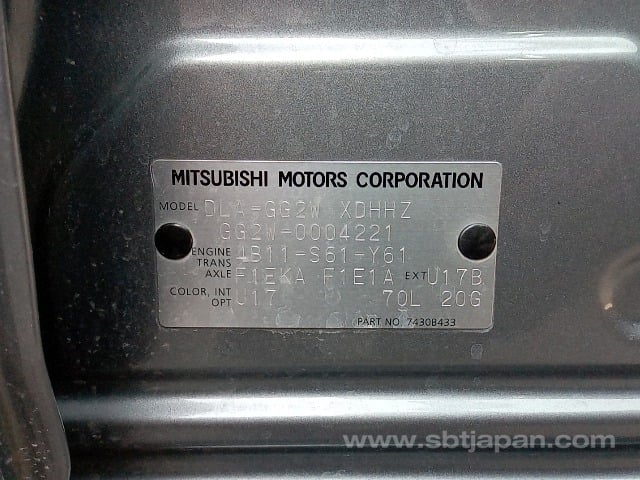 MITSUBISHI MOTORS CORPORATION
MODEL DLA-GG2W XDHHZ
GG2W-0004221
ENGINE 4B11-S61-Y61
TRANS AXLE F1EKA F1E1A EXT U17B
COLOR, INT OPT J17 70L 20G
PART NO. 7430B433
www.sbtjapan.com